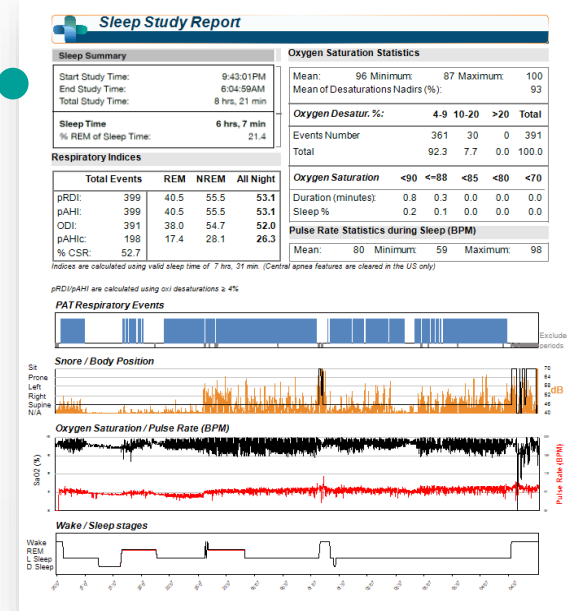 Sleep Study Report
Sleep Summary
Start Study Time: 9:43:01PM
End Study Time: 6:04:59AM
Total Study Time: 8 hrs, 21 min
Sleep Time 6 hrs, 7 min
% REM of Sleep Time: 21.4
Respiratory Indices
Total Events REM NREM All Night
pRDI: 399 40.5 55.5 53.1
pAHI: 399 40.5 55.5 53.1
ODI: 391 38.0 54.7 52.0
pAHIc: 198 17.4 28.1 26.3
% CSR: 52.7
Oxygen Saturation Statistics
Mean: 96 Minimum: 87 Maximum: 100
Mean of Desaturations Nadirs (%): 93
Oxygen Desatur. %: 4-9 10-20 >20 Total
Events Number 361 30 0 391
Total 92.3 7.7 0.0 100.0
Oxygen Saturation <90 <=88 <85 <80 <70
Duration (minutes): 0.8 0.3 0.0 0.0 0.0
Sleep % 0.2 0.1 0.0 0.0 0.0
Pulse Rate Statistics during Sleep (BPM)
Mean: 80 Minimum: 59 Maximum: 98
Indices are calculated using valid sleep time of 7 hrs, 31 min. (Central apnea features are cleared in the US only)
pRDI/pAHI are calculated using oxi desaturations ≥ 4%
PAT Respiratory Events
Exclude
periods
Snore / Body Position
Sit
Prone
Left
Right
Supine
N/A
70
64
58
52
46
40
dB
Oxygen Saturation / Pulse Rate (BPM)
SaO2 (%)
Pulse Rate (BPM)
Wake / Sleep stages
Wake
REM
L Sleep
D Sleep